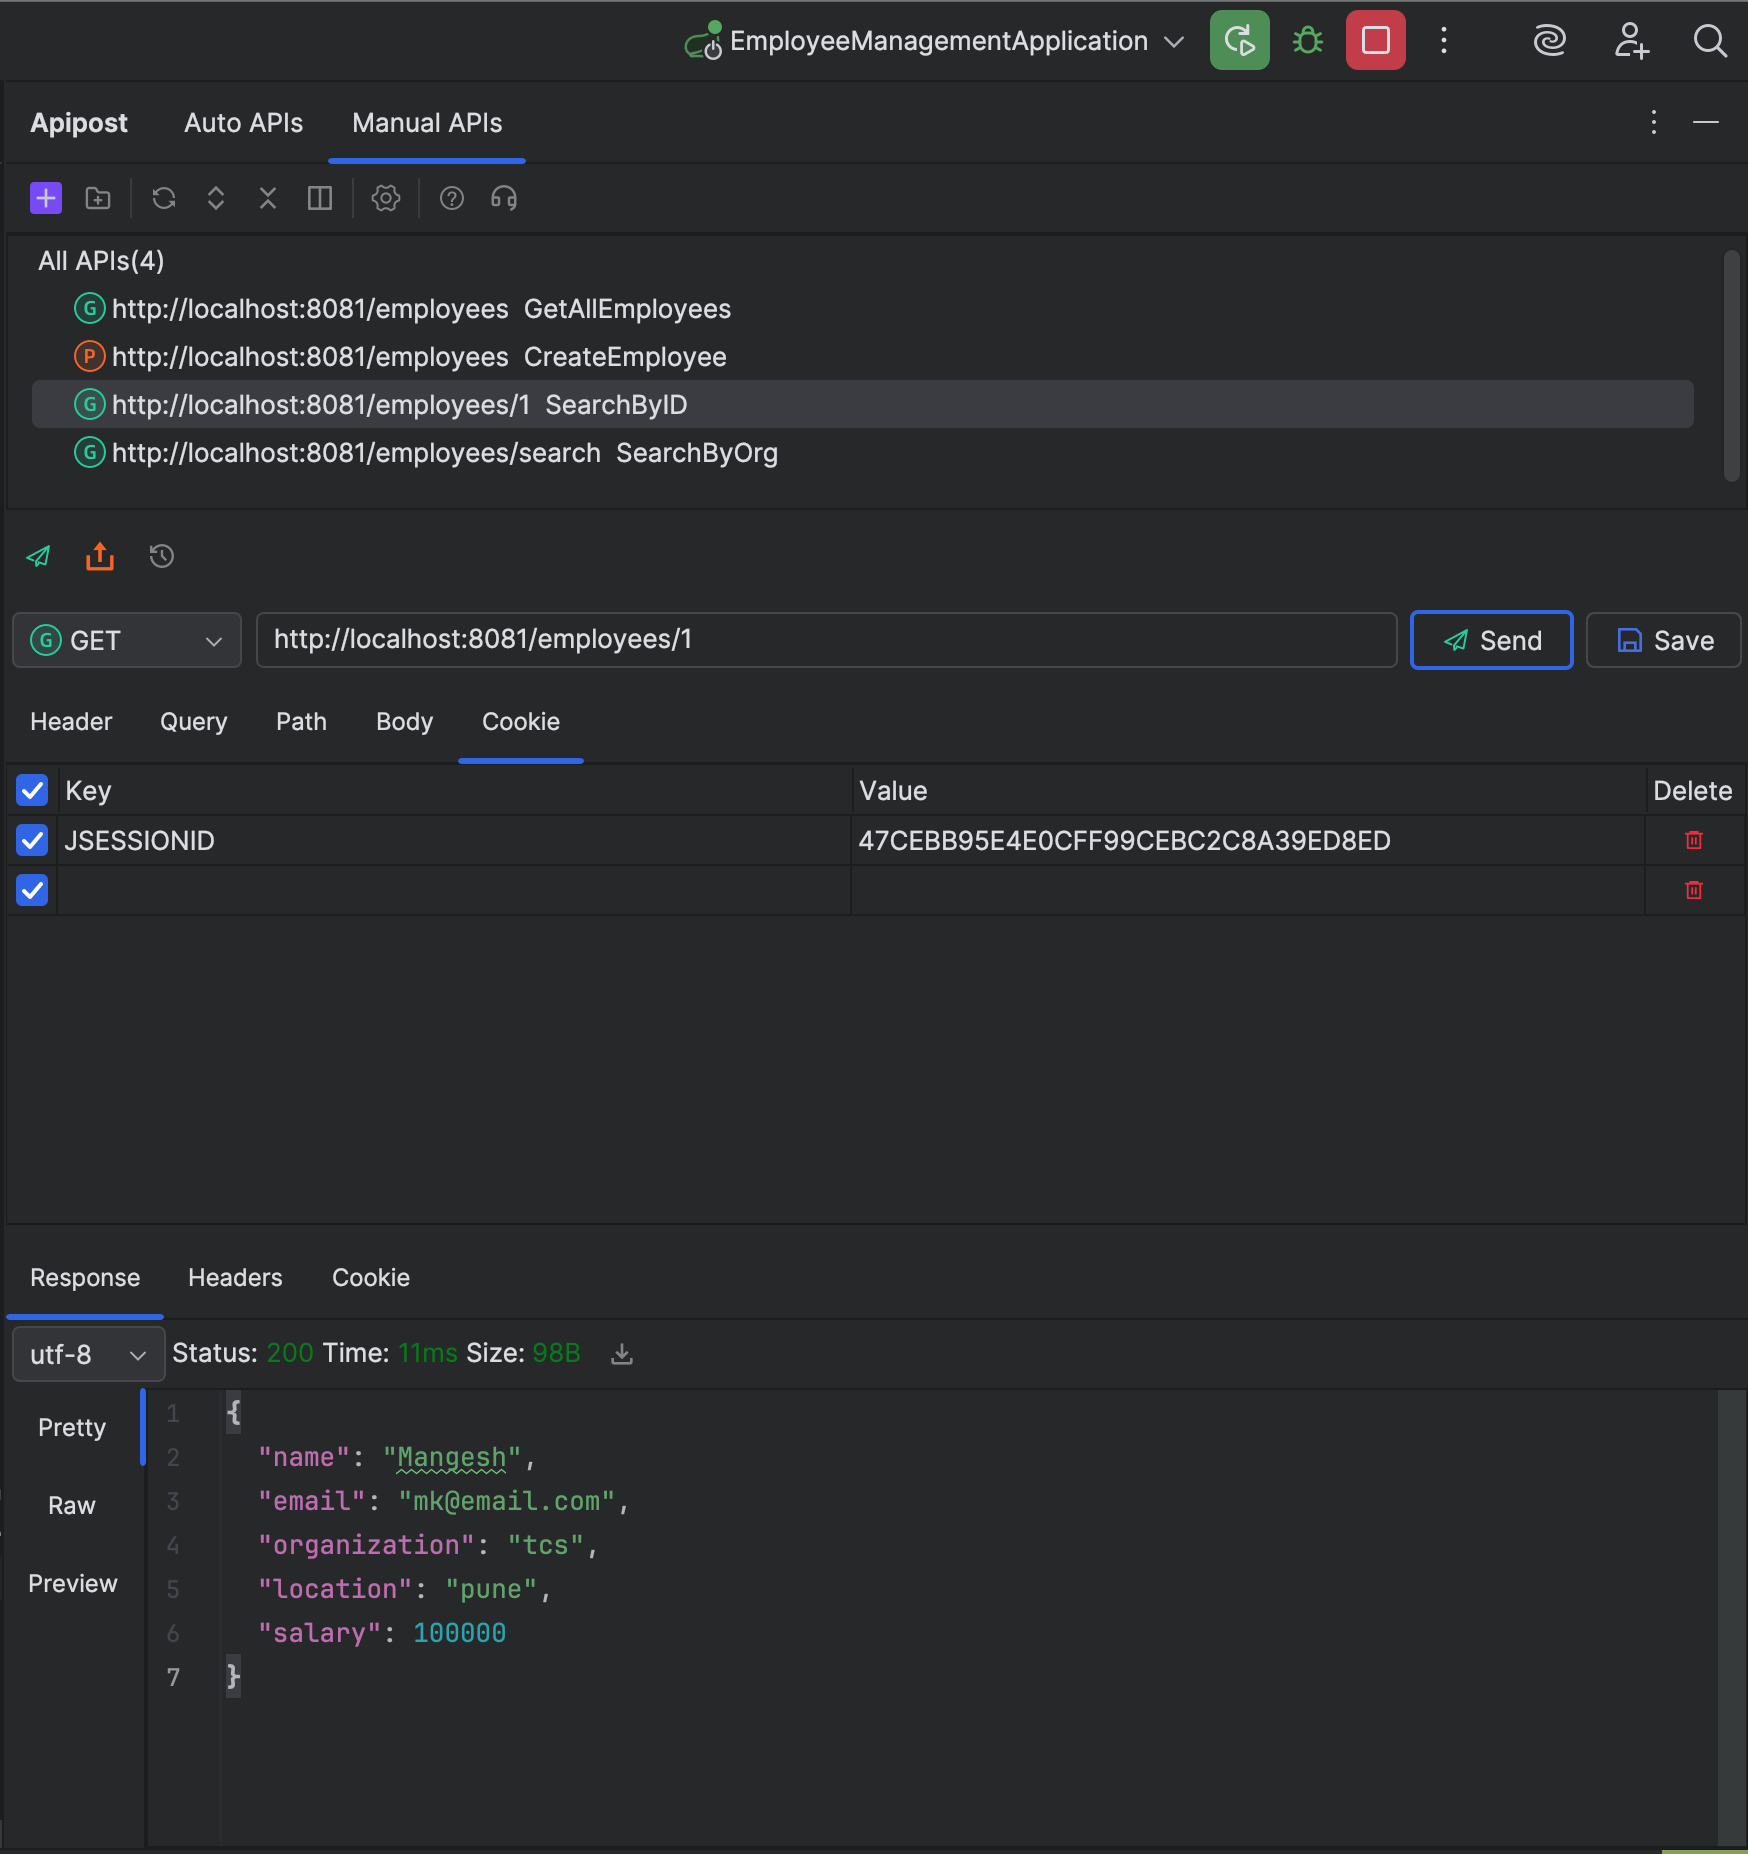 EmployeeManagementApplication
Apipost Auto APIs Manual APIs
All APIs(4)
G http://localhost:8081/employees GetAllEmployees
P http://localhost:8081/employees CreateEmployee
G http://localhost:8081/employees/1 SearchByID
G http://localhost:8081/employees/search SearchByOrg
G GET http://localhost:8081/employees/1 Send Save
Header Query Path Body Cookie
Key Value Delete
JSESSIONID 47CEBB95E4E0CFF99CEBC2C8A39ED8ED
Response Headers Cookie
utf-8 Status: 200 Time: 11ms Size: 98B
Pretty
Raw
Preview
1 {
2 "name": "Mangesh",
3 "email": "mk@email.com",
4 "organization": "tcs",
5 "location": "pune",
6 "salary": 100000
7 }